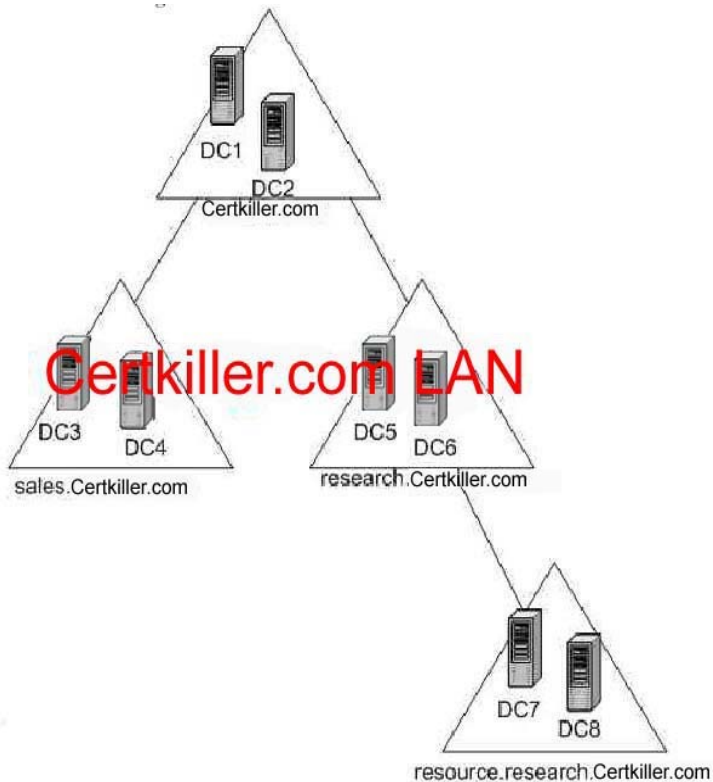 DC1
DC2
Certkiller.com
Certkiller.com LAN
DC3
DC4
DC5
DC6
sales.Certkiller.com
research.Certkiller.com
DC7
DC8
resource.research.Certkiller.com